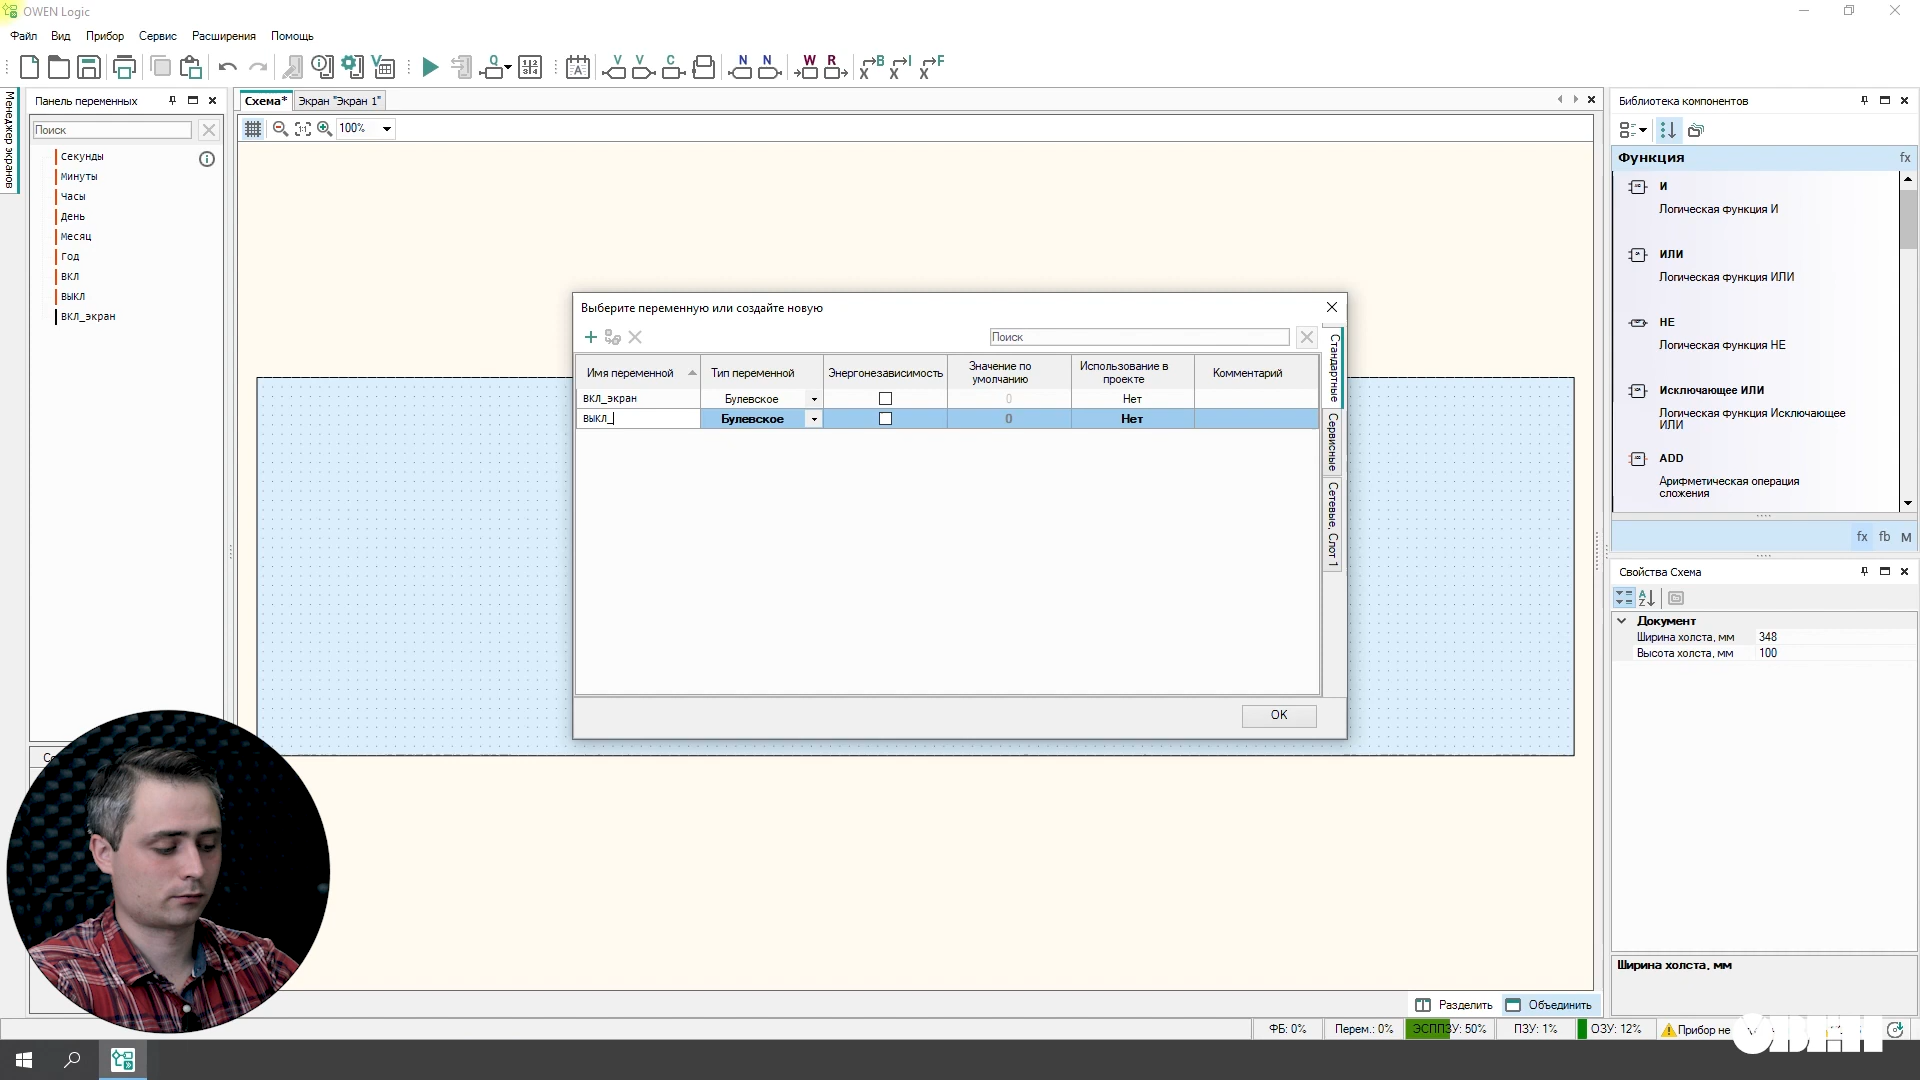 OWEN Logic
Файл Вид Прибор Сервис Расширения Помощь
Менеджер экранов
Панель переменных
Поиск
Секунды
Минуты
Часы
День
Месяц
Год
ВКЛ
ВЫКЛ
ВКЛ_экран
Схема*
Экран "Экран 1"
100%
Выберите переменную или создайте новую
Поиск
Имя переменной
Тип переменной
Энергонезависимость
Значение по
умолчанию
Использование в
проекте
Комментарий
ВКЛ_экран Булевское 0 Нет
ВЫКЛ_ Булевское 0 Нет
Стандартные
Сервисные
Сетевые, Слот 1
OK
Разделить
Объединить
Библиотека компонентов
Функция fx
И
Логическая функция И
ИЛИ
Логическая функция ИЛИ
НЕ
Логическая функция НЕ
Исключающее ИЛИ
Логическая функция Исключающее
ИЛИ
ADD
Арифметическая операция
сложения
fx fb M
Свойства Схема
Документ
Ширина холста, мм 348
Высота холста, мм 100
Ширина холста, мм
ФБ: 0% Перем.: 0% ЭСППЗУ: 50% ПЗУ: 1% ОЗУ: 12% Прибор не
ОВЕН